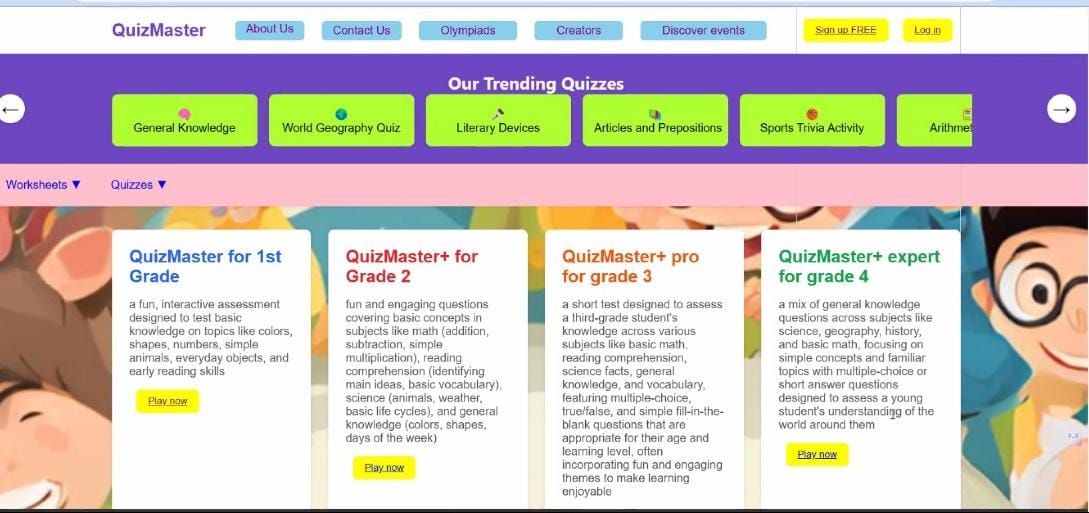 QuizMaster
About Us
Contact Us
Olympiads
Creators
Discover events
Sign up FREE
Log in
Our Trending Quizzes
←
General Knowledge
World Geography Quiz
Literary Devices
Articles and Prepositions
Sports Trivia Activity
Arithmet
→
Worksheets ▼
Quizzes ▼
QuizMaster for 1st
Grade
a fun, interactive assessment
designed to test basic
knowledge on topics like colors,
shapes, numbers, simple
animals, everyday objects, and
early reading skills
Play now
QuizMaster+ for
Grade 2
fun and engaging questions
covering basic concepts in
subjects like math (addition,
subtraction, simple
multiplication), reading
comprehension (identifying
main ideas, basic vocabulary),
science (animals, weather,
basic life cycles), and general
knowledge (colors, shapes,
days of the week)
Play now
QuizMaster+ pro
for grade 3
a short test designed to assess
a third-grade student's
knowledge across various
subjects like basic math,
reading comprehension,
science facts, general
knowledge, and vocabulary,
featuring multiple-choice,
true/false, and simple fill-in-the-
blank questions that are
appropriate for their age and
learning level, often
incorporating fun and engaging
themes to make learning
enjoyable
QuizMaster+ expert
for grade 4
a mix of general knowledge
questions across subjects like
science, geography, history,
and basic math, focusing on
simple concepts and familiar
topics with multiple-choice or
short answer questions
designed to assess a young
student's understanding of the
world around them
Play now